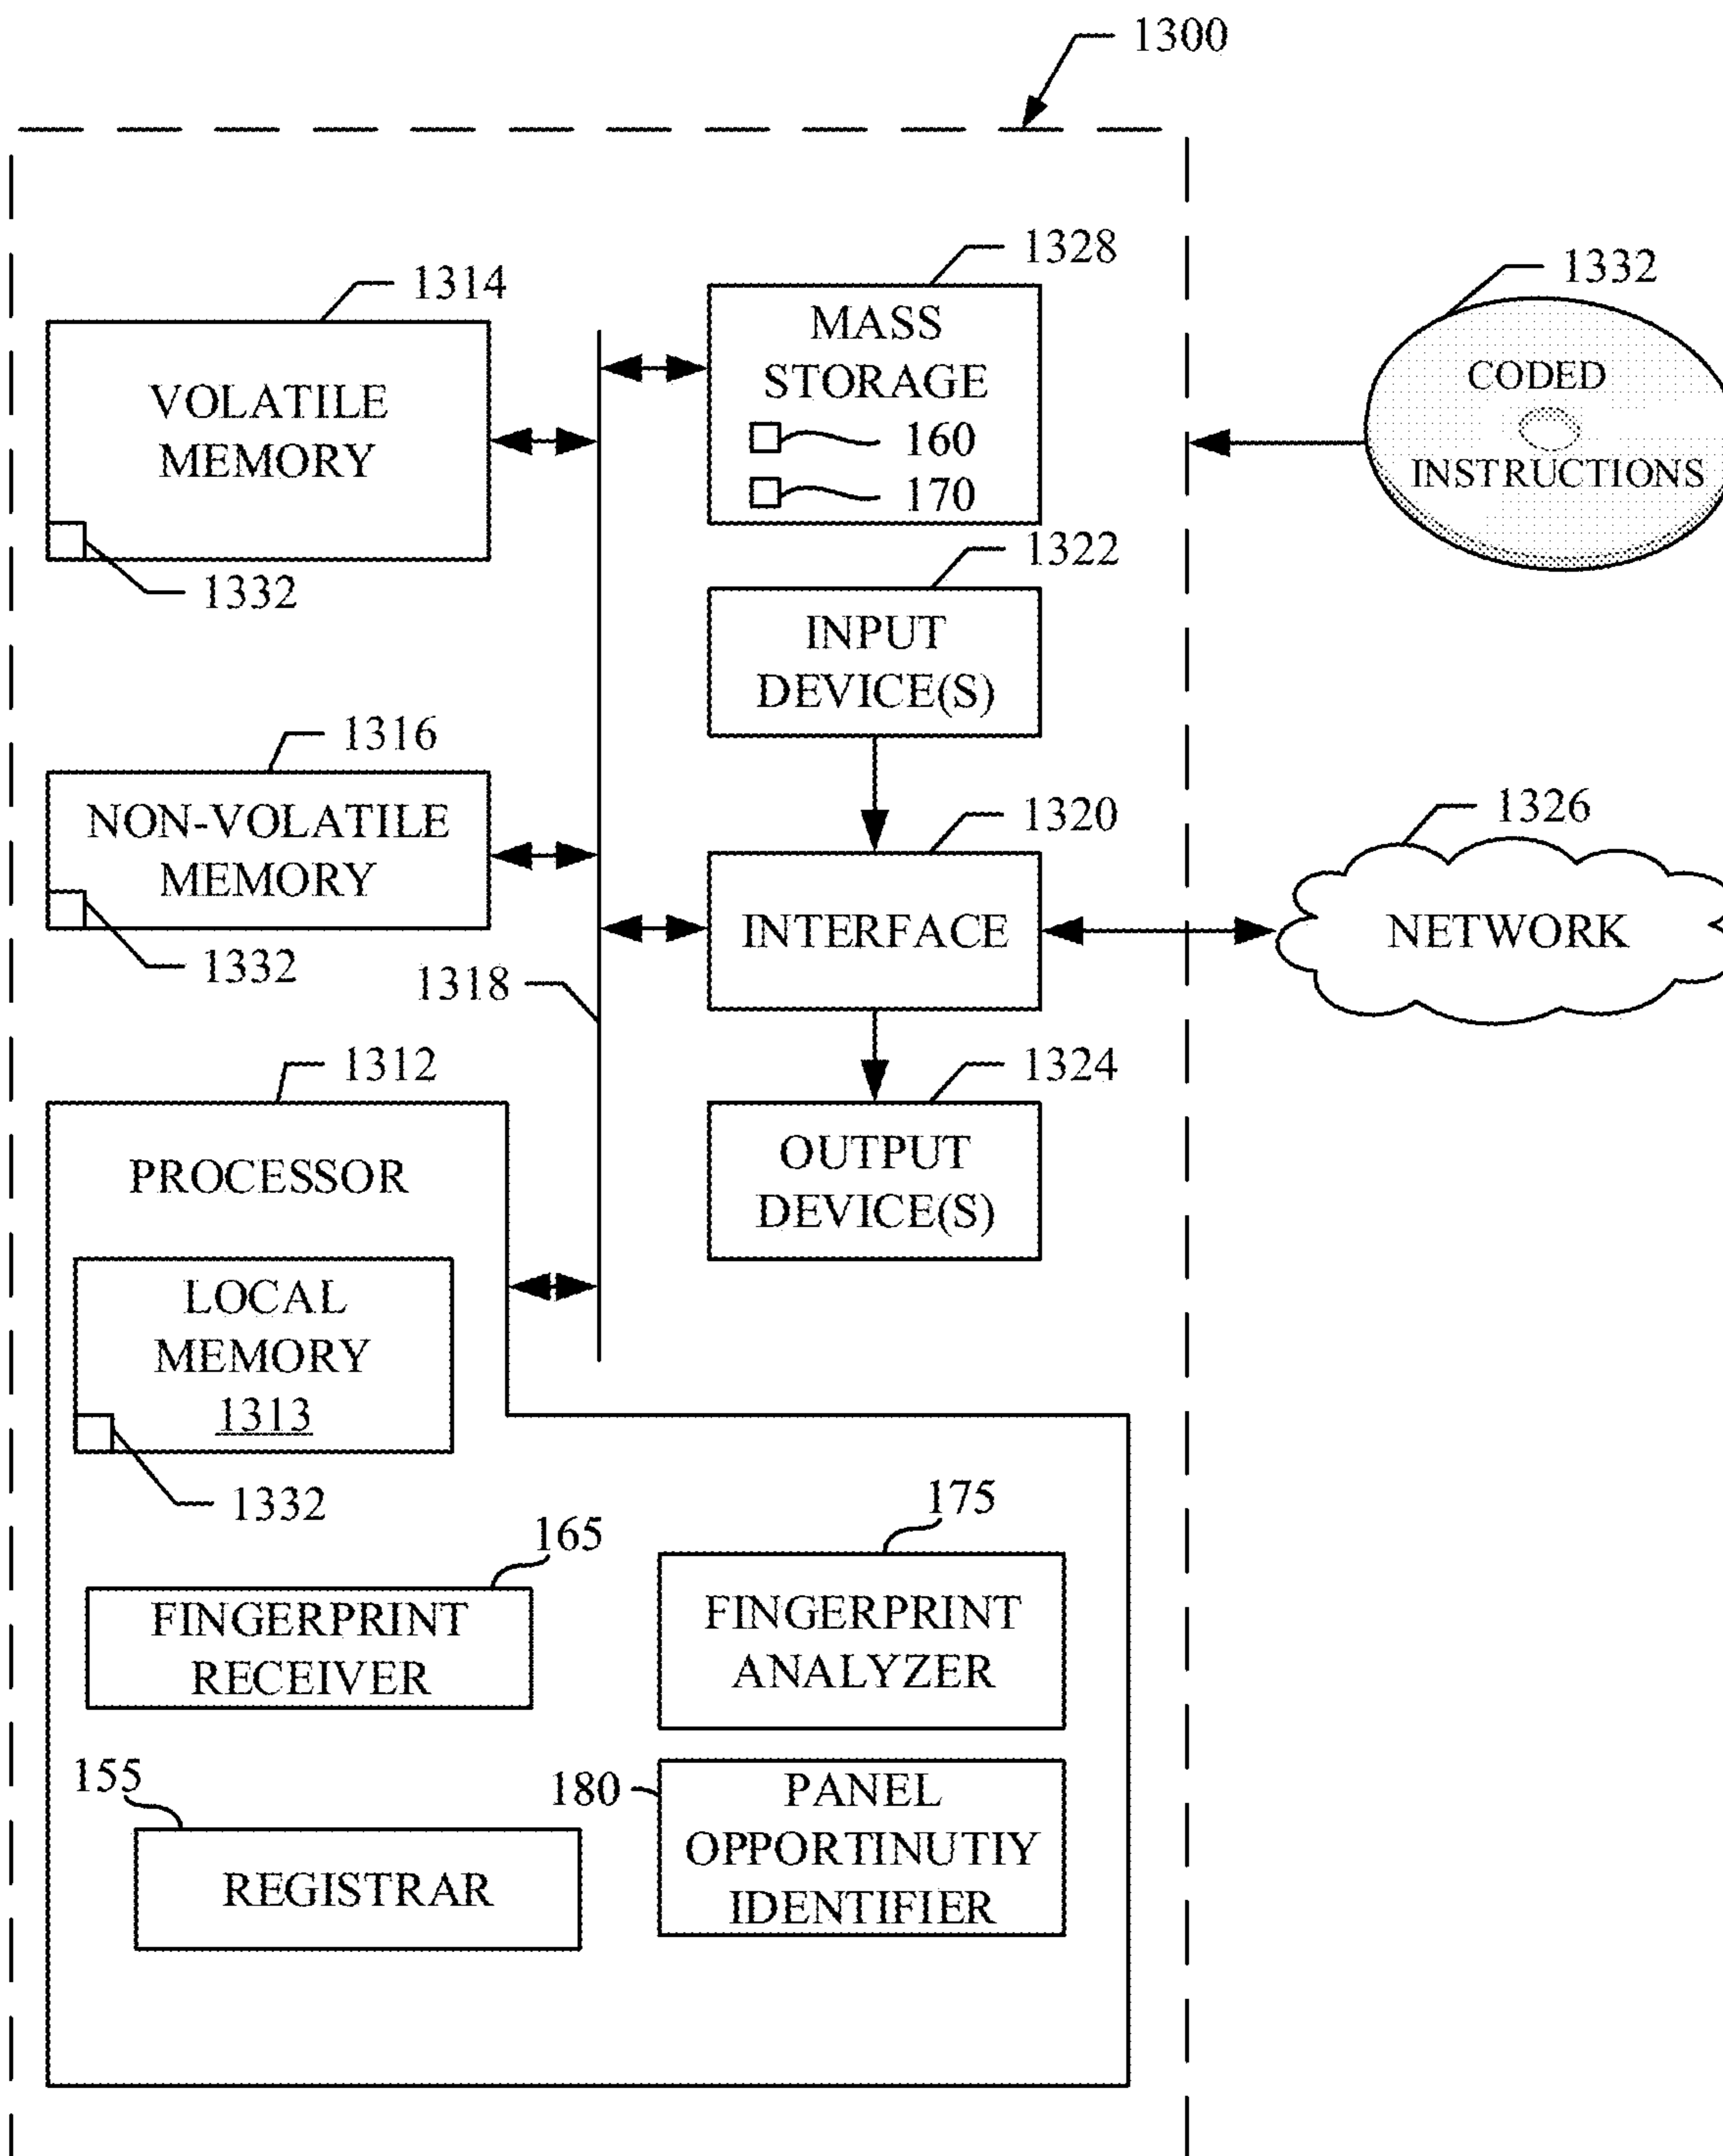 1300
1314
VOLATILE
MEMORY
1332
1328
MASS
STORAGE
160
170
1332
CODED
INSTRUCTIONS
1322
INPUT
DEVICE(S)
1316
NON-VOLATILE
MEMORY
1332
1318
1320
INTERFACE
1326
NETWORK
1324
OUTPUT
DEVICE(S)
1312
PROCESSOR
LOCAL
MEMORY
1313
1332
165
FINGERPRINT
RECEIVER
175
FINGERPRINT
ANALYZER
155
REGISTRAR
180
PANEL
OPPORTINUTIY
IDENTIFIER